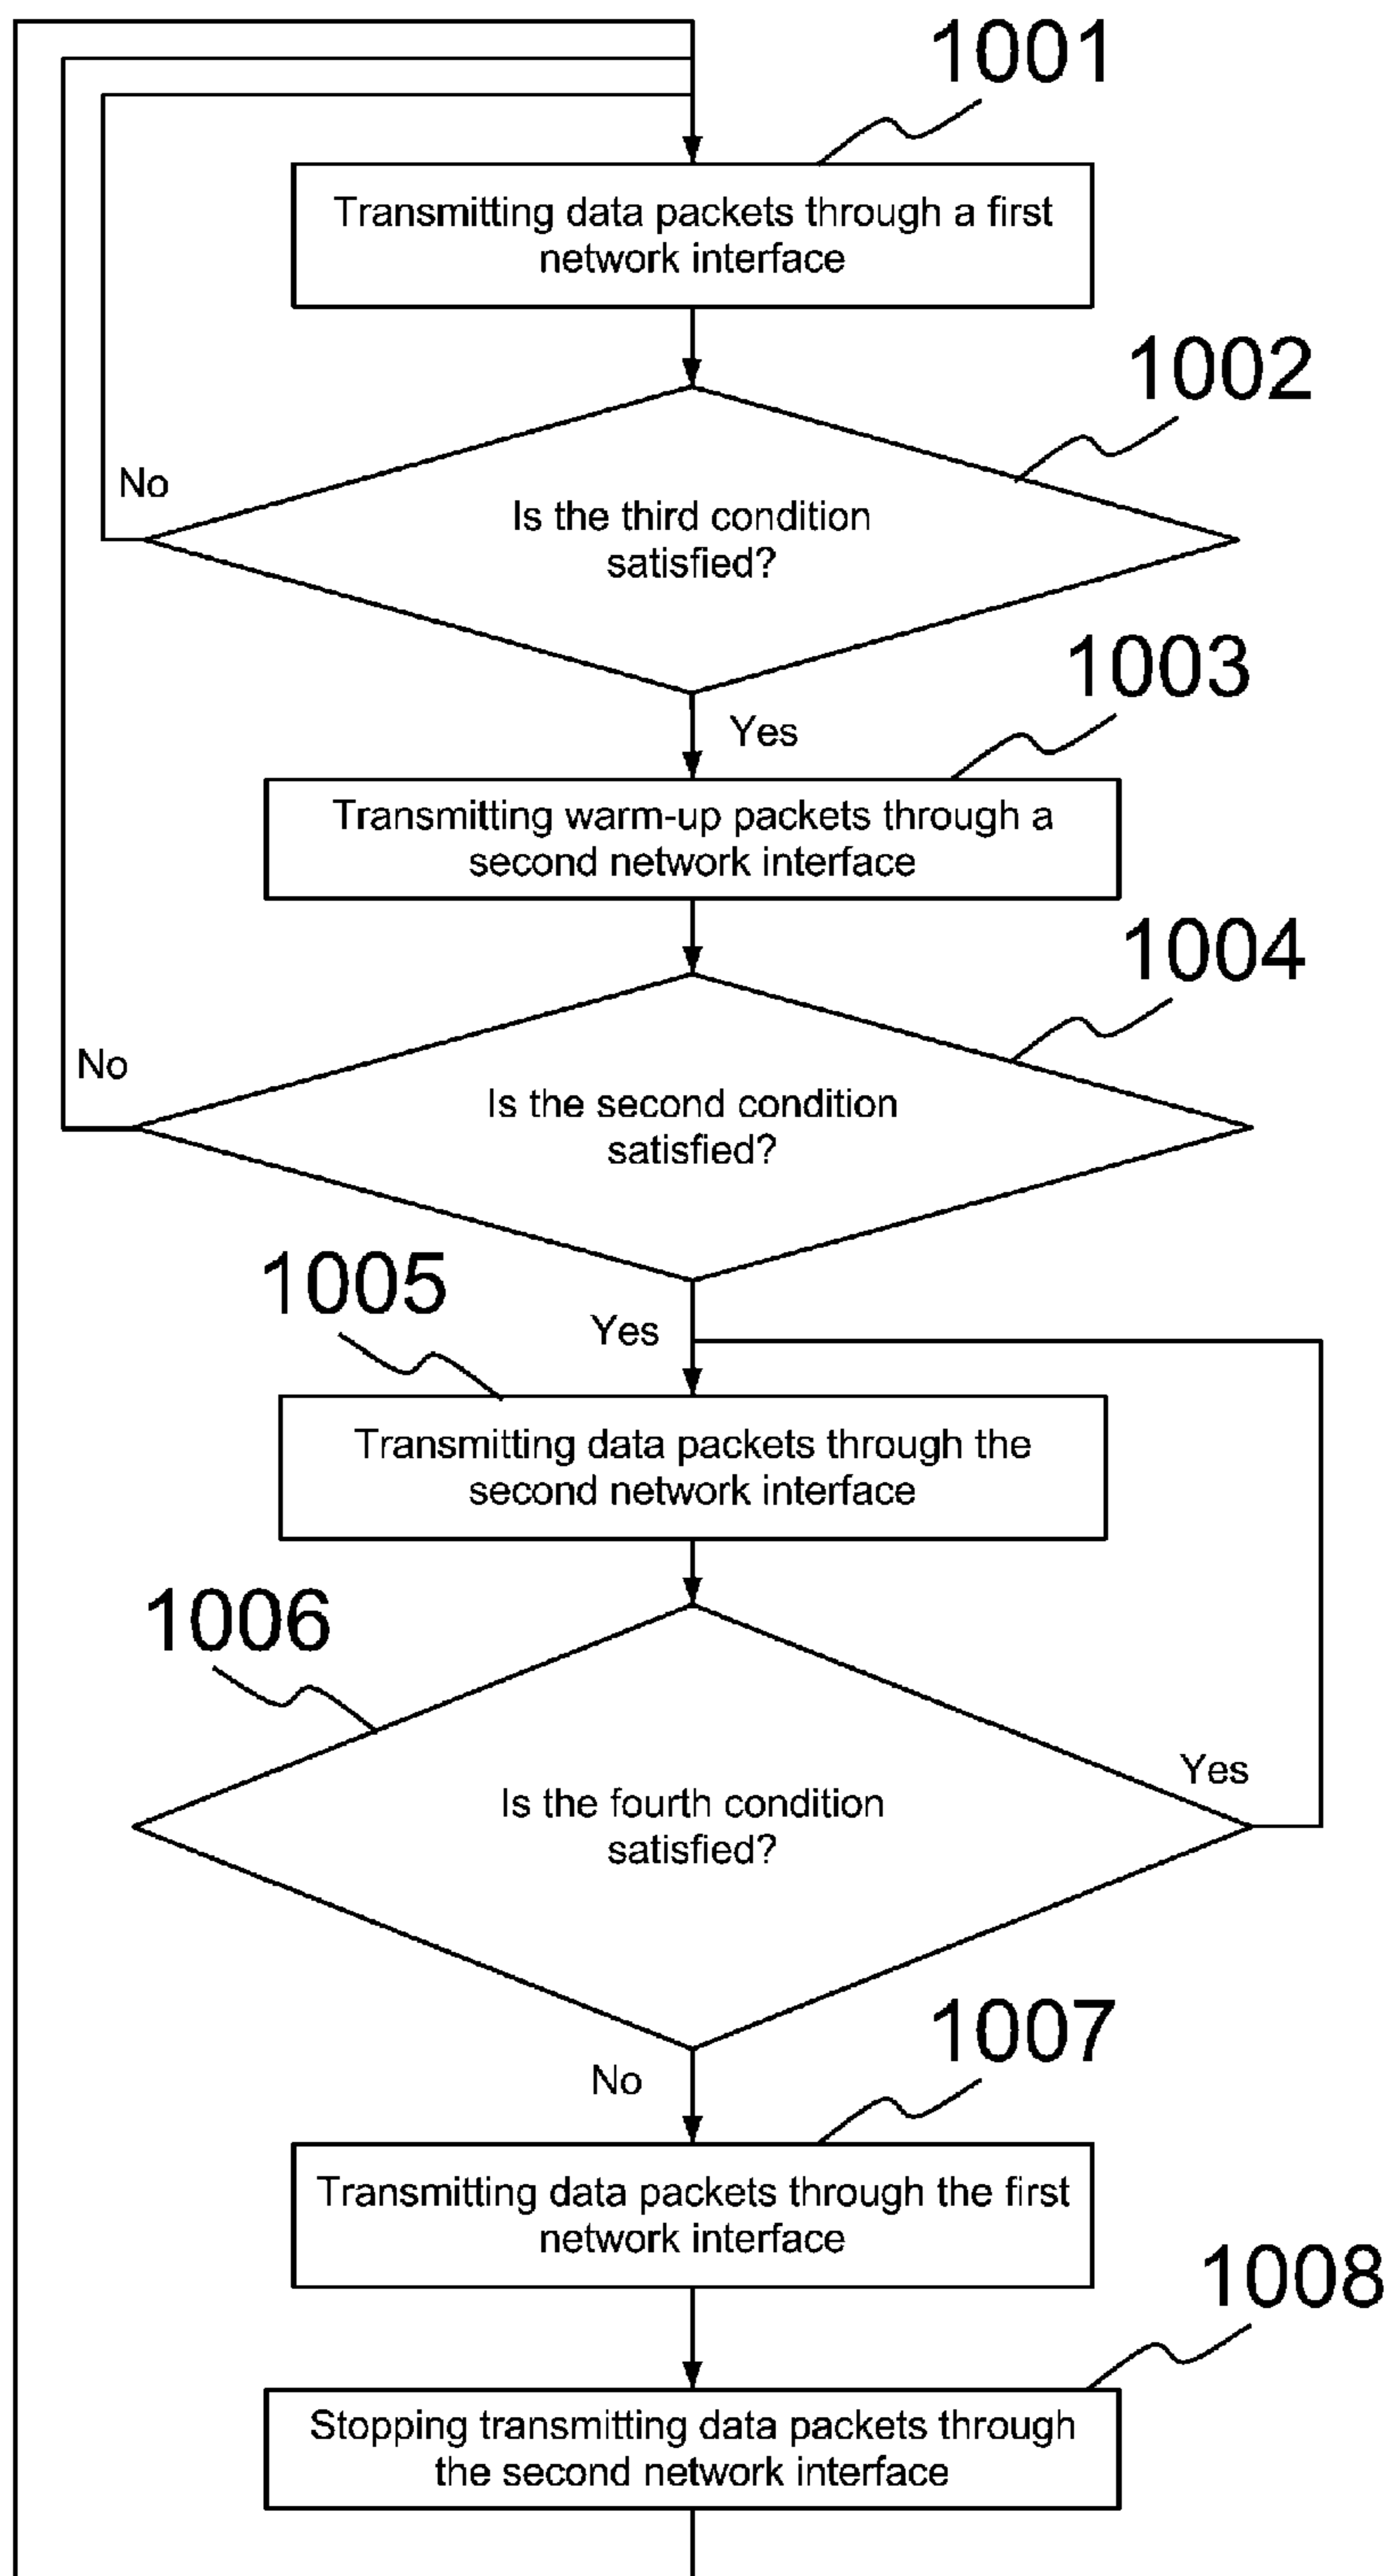 1001
Transmitting data packets through a first
network interface
1002
No
Is the third condition
satisfied?
1003
Yes
Transmitting warm-up packets through a
second network interface
1004
No
Is the second condition
satisfied?
1005
Yes
Transmitting data packets through the
second network interface
1006
Yes
Is the fourth condition
satisfied?
1007
No
Transmitting data packets through the first
network interface
1008
Stopping transmitting data packets through
the second network interface